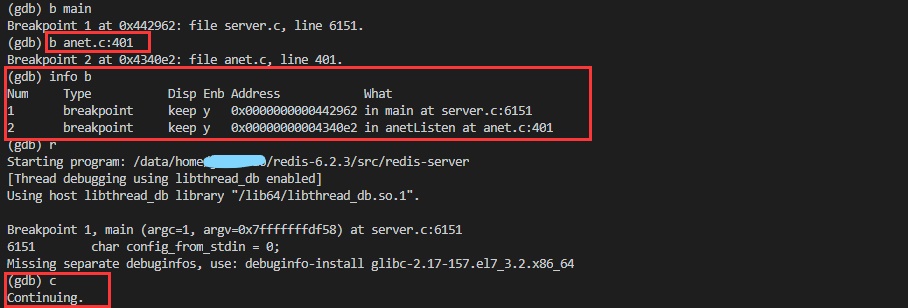 (gdb) b main
Breakpoint 1 at 0x442962: file server.c, line 6151.
(gdb) b anet.c:401
Breakpoint 2 at 0x4340e2: file anet.c, line 401.
(gdb) info b
Num     Type           Disp Enb Address            What
1       breakpoint     keep y   0x0000000000442962 in main at server.c:6151
2       breakpoint     keep y   0x00000000004340e2 in anetListen at anet.c:401
(gdb) r
Starting program: /data/home/redis-6.2.3/src/redis-server
[Thread debugging using libthread_db enabled]
Using host libthread_db library "/lib64/libthread_db.so.1".
Breakpoint 1, main (argc=1, argv=0x7fffffffdf58) at server.c:6151
6151        char config_from_stdin = 0;
Missing separate debuginfos, use: debuginfo-install glibc-2.17-157.el7_3.2.x86_64
(gdb) c
Continuing.